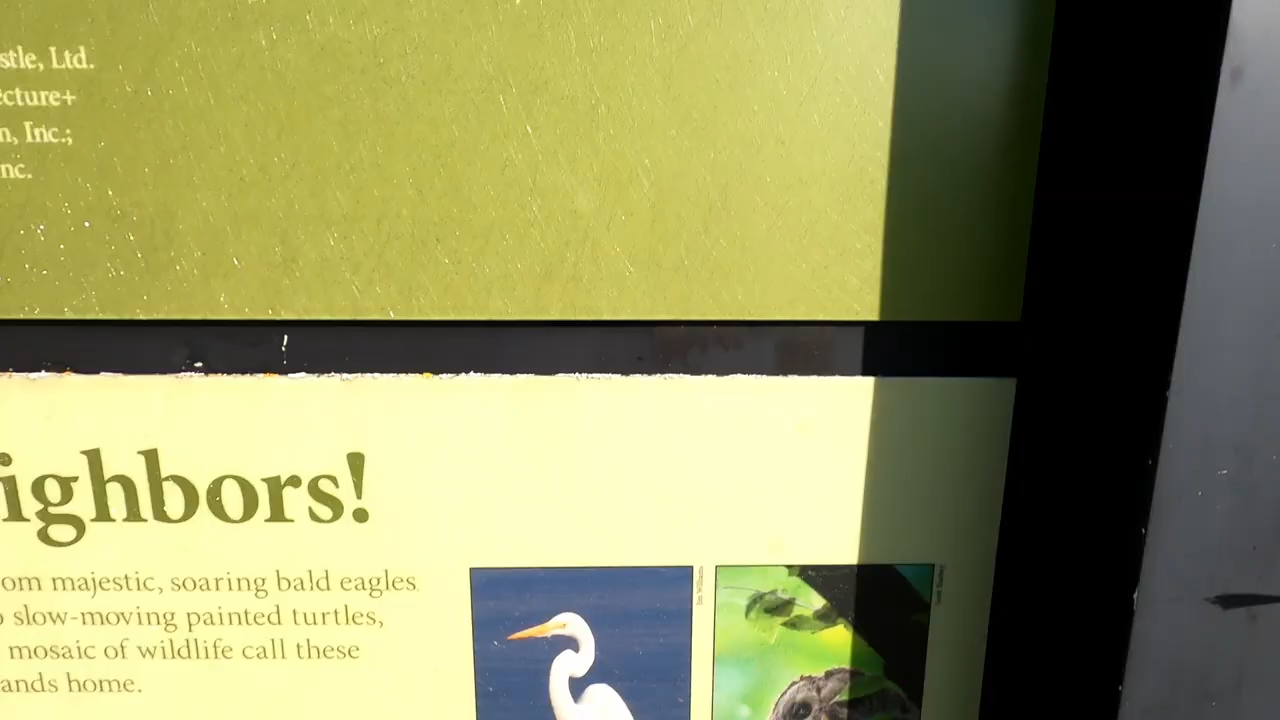 stle, Ltd.
ecture+
n, Inc.;
nc.
ighbors!
om majestic, soaring bald eagles
slow-moving painted turtles,
mosaic of wildlife call these
ands home.